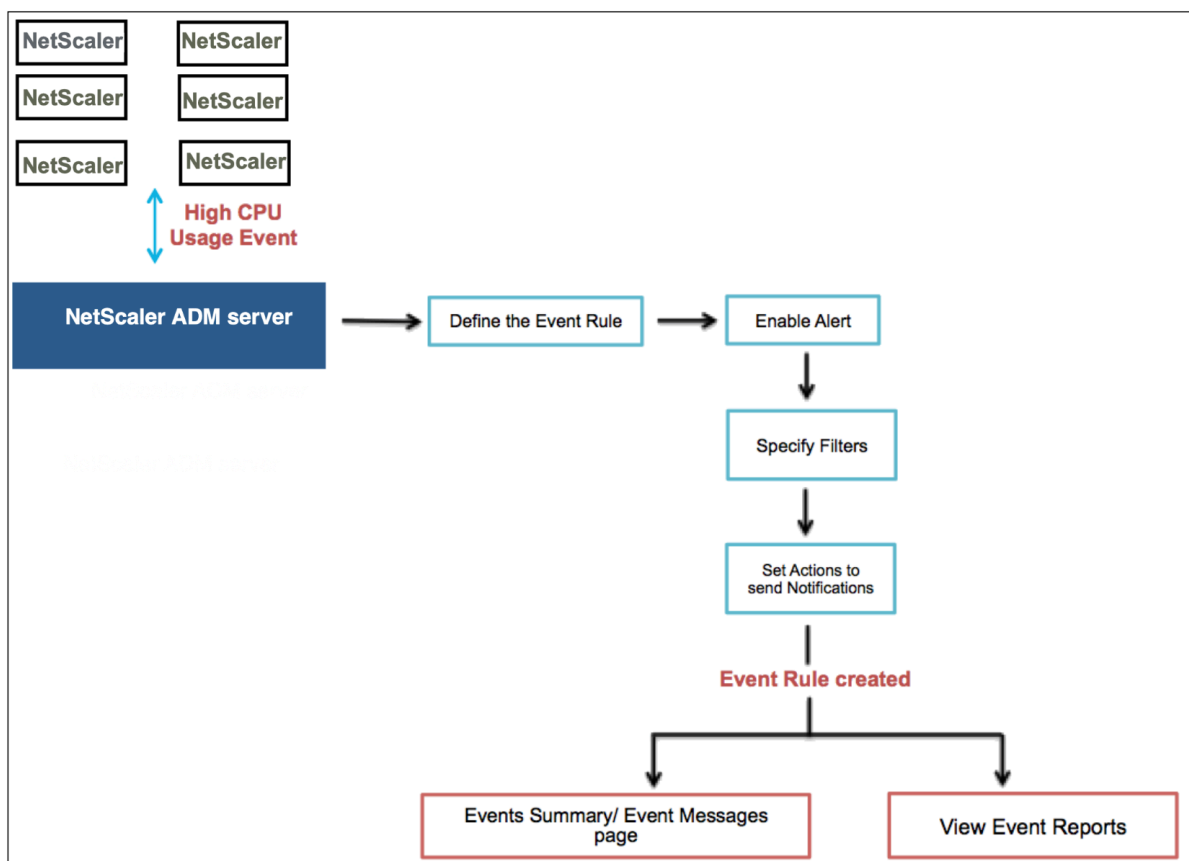 NetScaler NetScaler
NetScaler NetScaler
NetScaler NetScaler
High CPU
Usage Event
NetScaler ADM server
Define the Event Rule
Enable Alert
Specify Filters
Set Actions to
send Notifications
Event Rule created
Events Summary/ Event Messages
page
View Event Reports